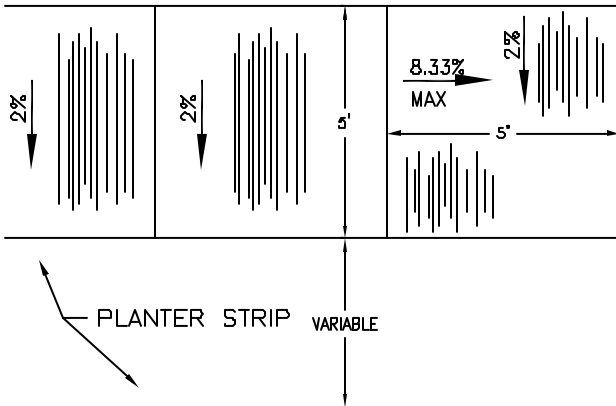 2%
2%
2%
8.33%
MAX
5'
5"
PLANTER STRIP
VARIABLE